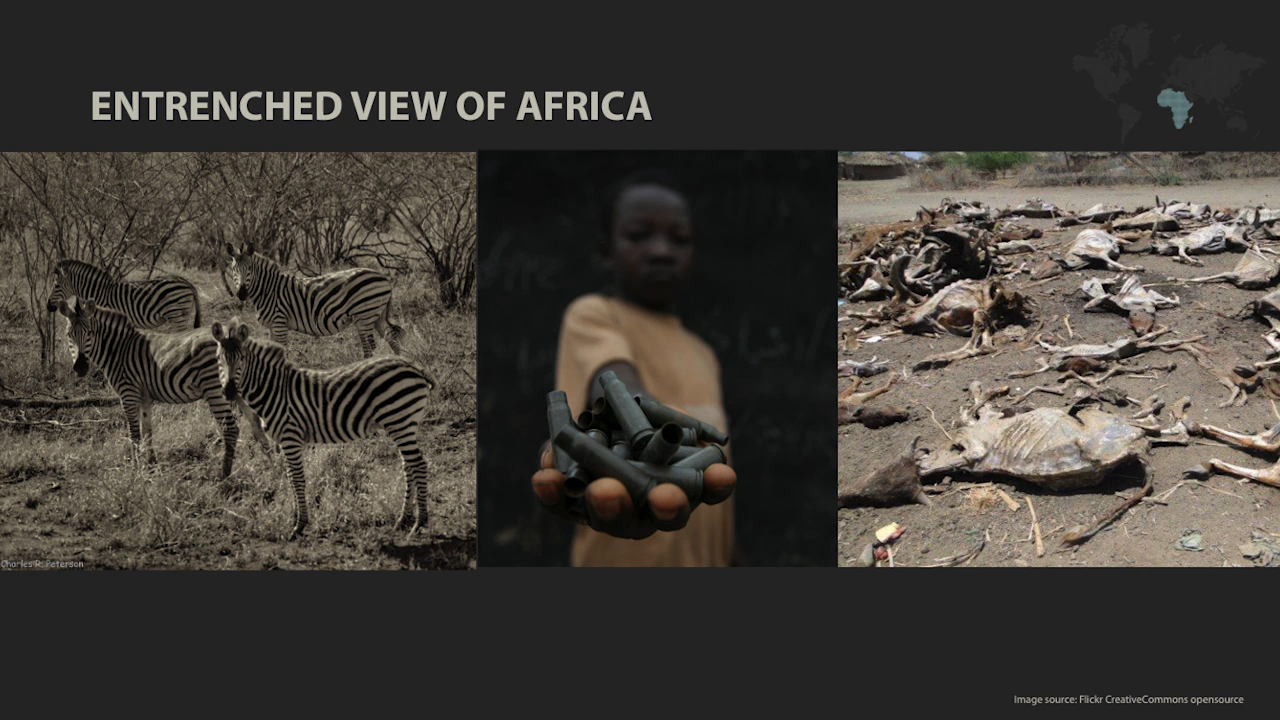 ENTRENCHED VIEW OF AFRICA
Charles R. Peterson
Image source: Flickr CreativeCommons opensource